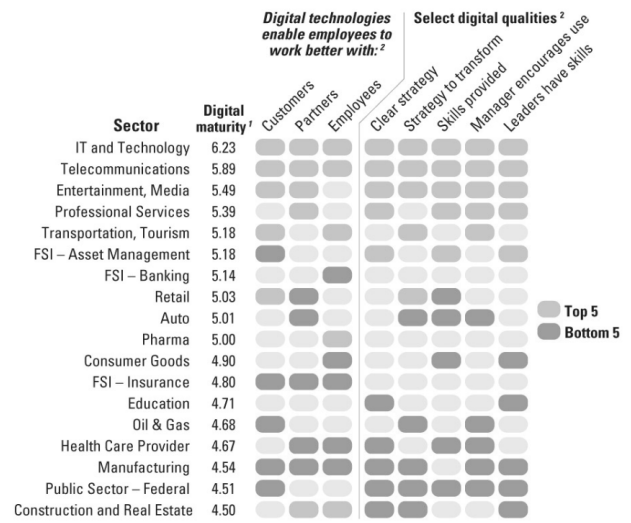 Digital technologies
enable employees to
work better with: 2
Select digital qualities 2
Sector
Digital
maturity 1
Customers
Partners
Employees
Clear strategy
Strategy to transform
Skills provided
Manager encourages use
Leaders have skills
IT and Technology 6.23
Telecommunications 5.89
Entertainment, Media 5.49
Professional Services 5.39
Transportation, Tourism 5.18
FSI – Asset Management 5.18
FSI – Banking 5.14
Retail 5.03
Auto 5.01
Pharma 5.00
Consumer Goods 4.90
FSI – Insurance 4.80
Education 4.71
Oil & Gas 4.68
Health Care Provider 4.67
Manufacturing 4.54
Public Sector – Federal 4.51
Construction and Real Estate 4.50
Top 5
Bottom 5